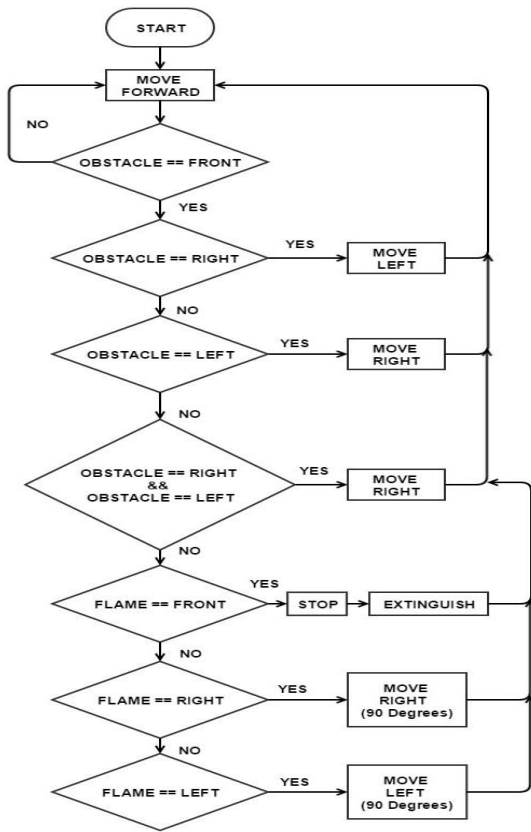 START
MOVE
FORWARD
NO
OBSTACLE == FRONT
YES
OBSTACLE == RIGHT
YES
MOVE
LEFT
NO
OBSTACLE == LEFT
YES
MOVE
RIGHT
NO
OBSTACLE == RIGHT
&&
OBSTACLE == LEFT
YES
MOVE
RIGHT
NO
FLAME == FRONT
YES
STOP
EXTINGUISH
NO
FLAME == RIGHT
YES
MOVE
RIGHT
(90 Degrees)
NO
FLAME == LEFT
YES
MOVE
LEFT
(90 Degrees)